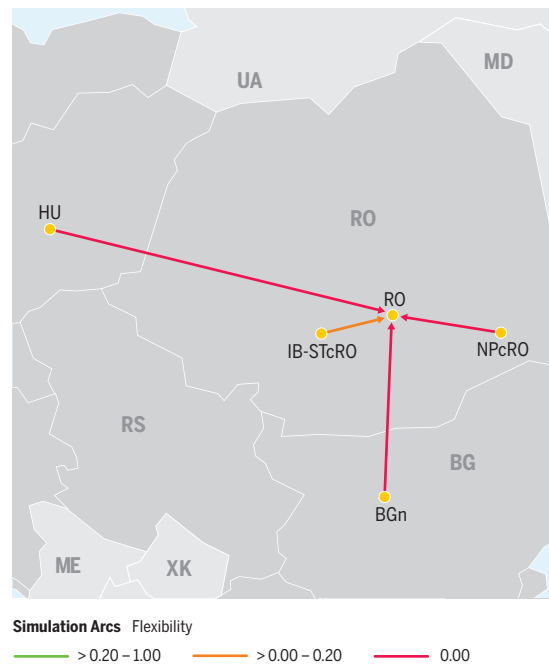 UA
MD
HU
RO
RO
IB-STcRO
NPcRO
RS
BG
BGn
ME
XK
Simulation Arcs Flexibility
> 0.20 – 1.00 > 0.00 – 0.20 0.00